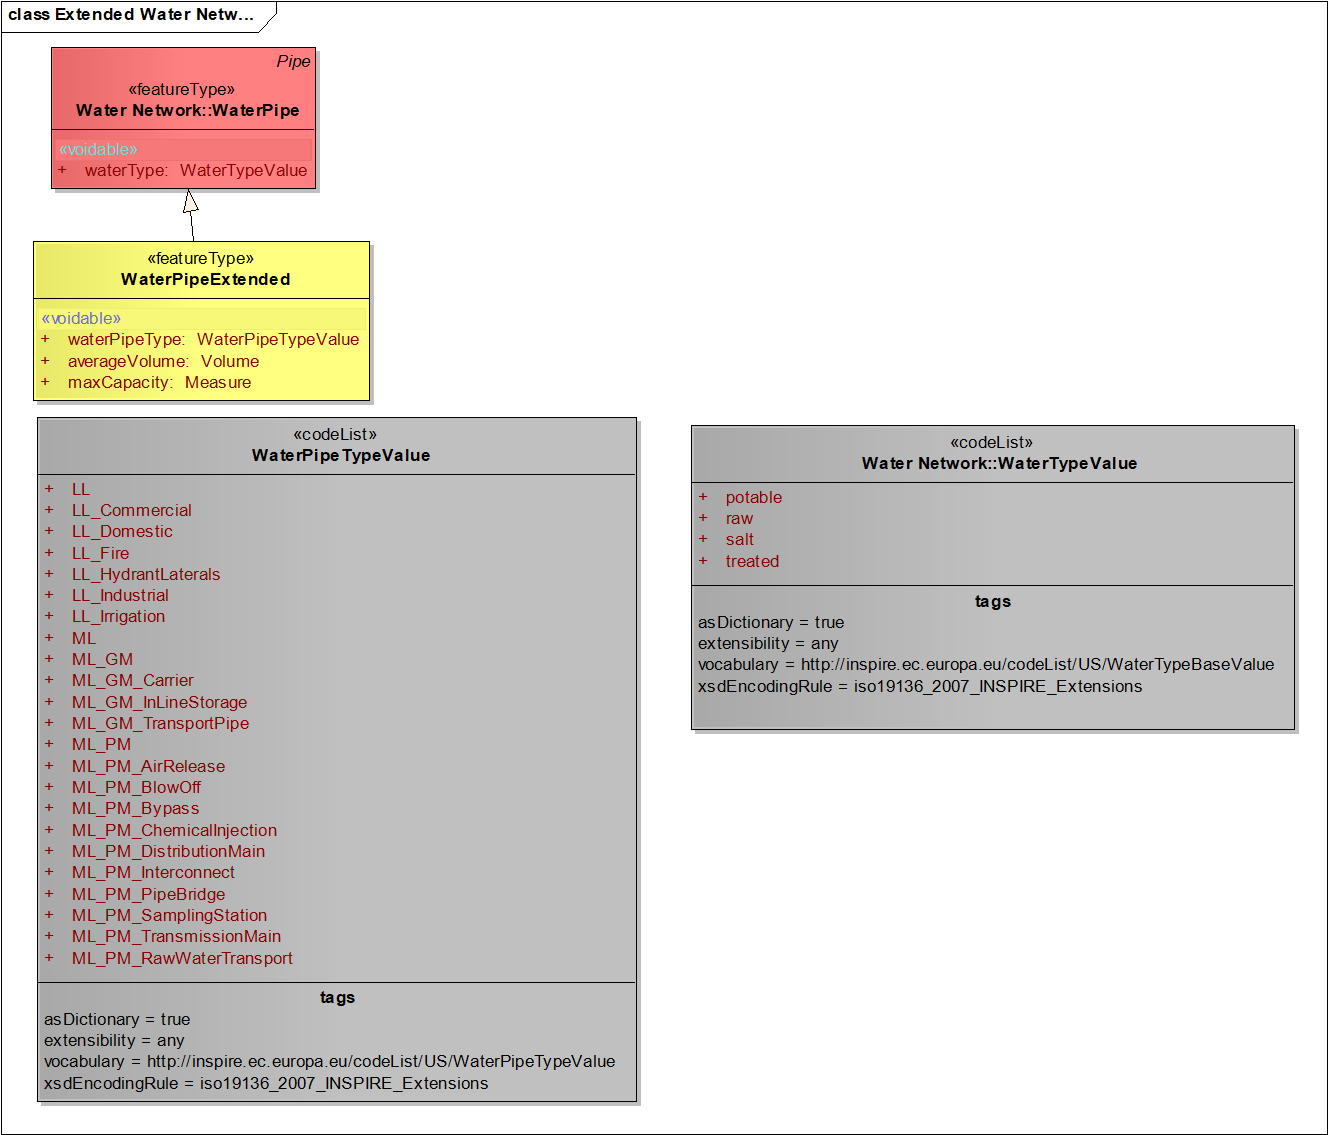 class Extended Water Netw...
Pipe
«featureType»
Water Network::WaterPipe
«voidable»
+ waterType: WaterTypeValue
«featureType»
WaterPipeExtended
«voidable»
+ waterPipeType: WaterPipeTypeValue
+ averageVolume: Volume
+ maxCapacity: Measure
«codeList»
WaterPipeTypeValue
+ LL
+ LL_Commercial
+ LL_Domestic
+ LL_Fire
+ LL_HydrantLaterals
+ LL_Industrial
+ LL_Irrigation
+ ML
+ ML_GM
+ ML_GM_Carrier
+ ML_GM_InLineStorage
+ ML_GM_TransportPipe
+ ML_PM
+ ML_PM_AirRelease
+ ML_PM_BlowOff
+ ML_PM_Bypass
+ ML_PM_ChemicalInjection
+ ML_PM_DistributionMain
+ ML_PM_Interconnect
+ ML_PM_PipeBridge
+ ML_PM_SamplingStation
+ ML_PM_TransmissionMain
+ ML_PM_RawWaterTransport
tags
asDictionary = true
extensibility = any
vocabulary = http://inspire.ec.europa.eu/codeList/US/WaterPipeTypeValue
xsdEncodingRule = iso19136_2007_INSPIRE_Extensions
«codeList»
Water Network::WaterTypeValue
+ potable
+ raw
+ salt
+ treated
tags
asDictionary = true
extensibility = any
vocabulary = http://inspire.ec.europa.eu/codeList/US/WaterTypeBaseValue
xsdEncodingRule = iso19136_2007_INSPIRE_Extensions